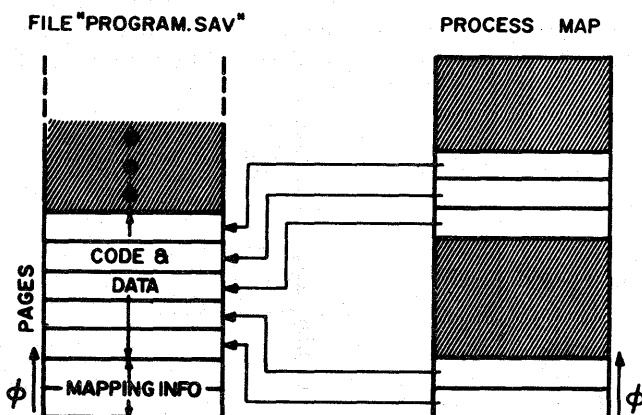 FILE "PROGRAM.SAV"
PROCESS MAP
CODE &
DATA
PAGES
MAPPING INFO
ϕ
ϕ